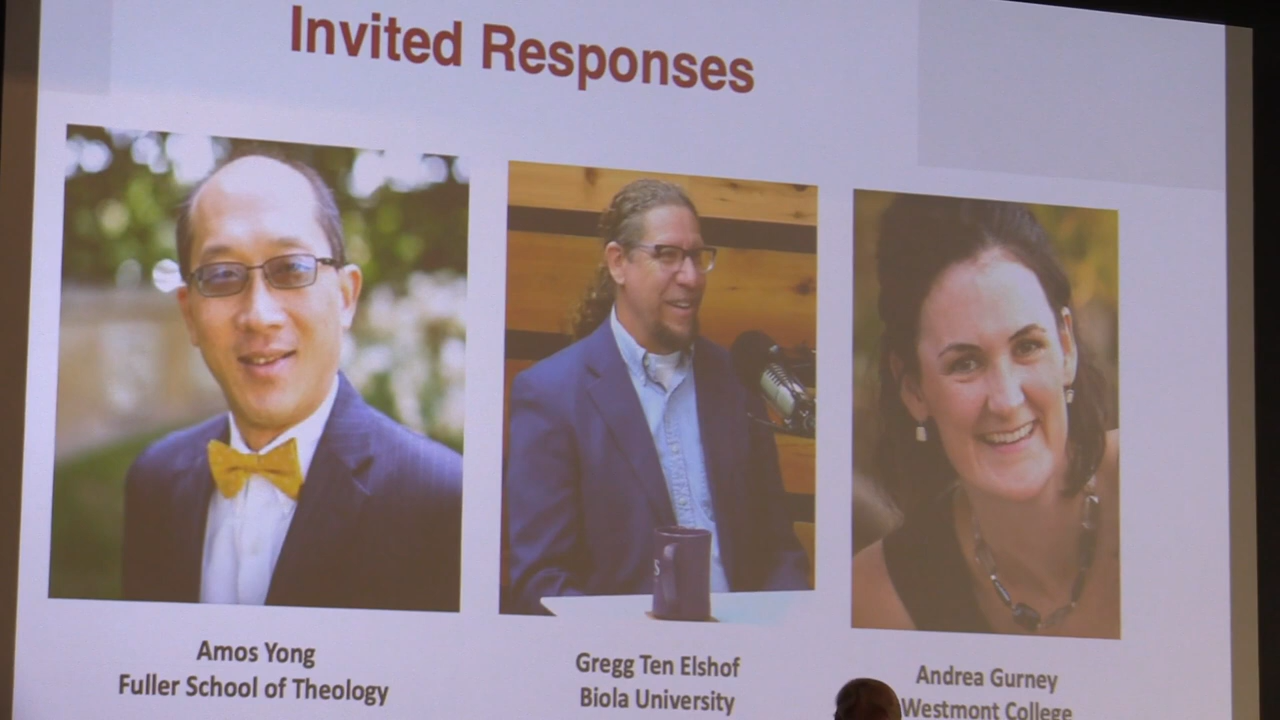 Invited Responses
Amos Yong
Fuller School of Theology
Gregg Ten Elshof
Biola University
Andrea Gurney
Westmont College